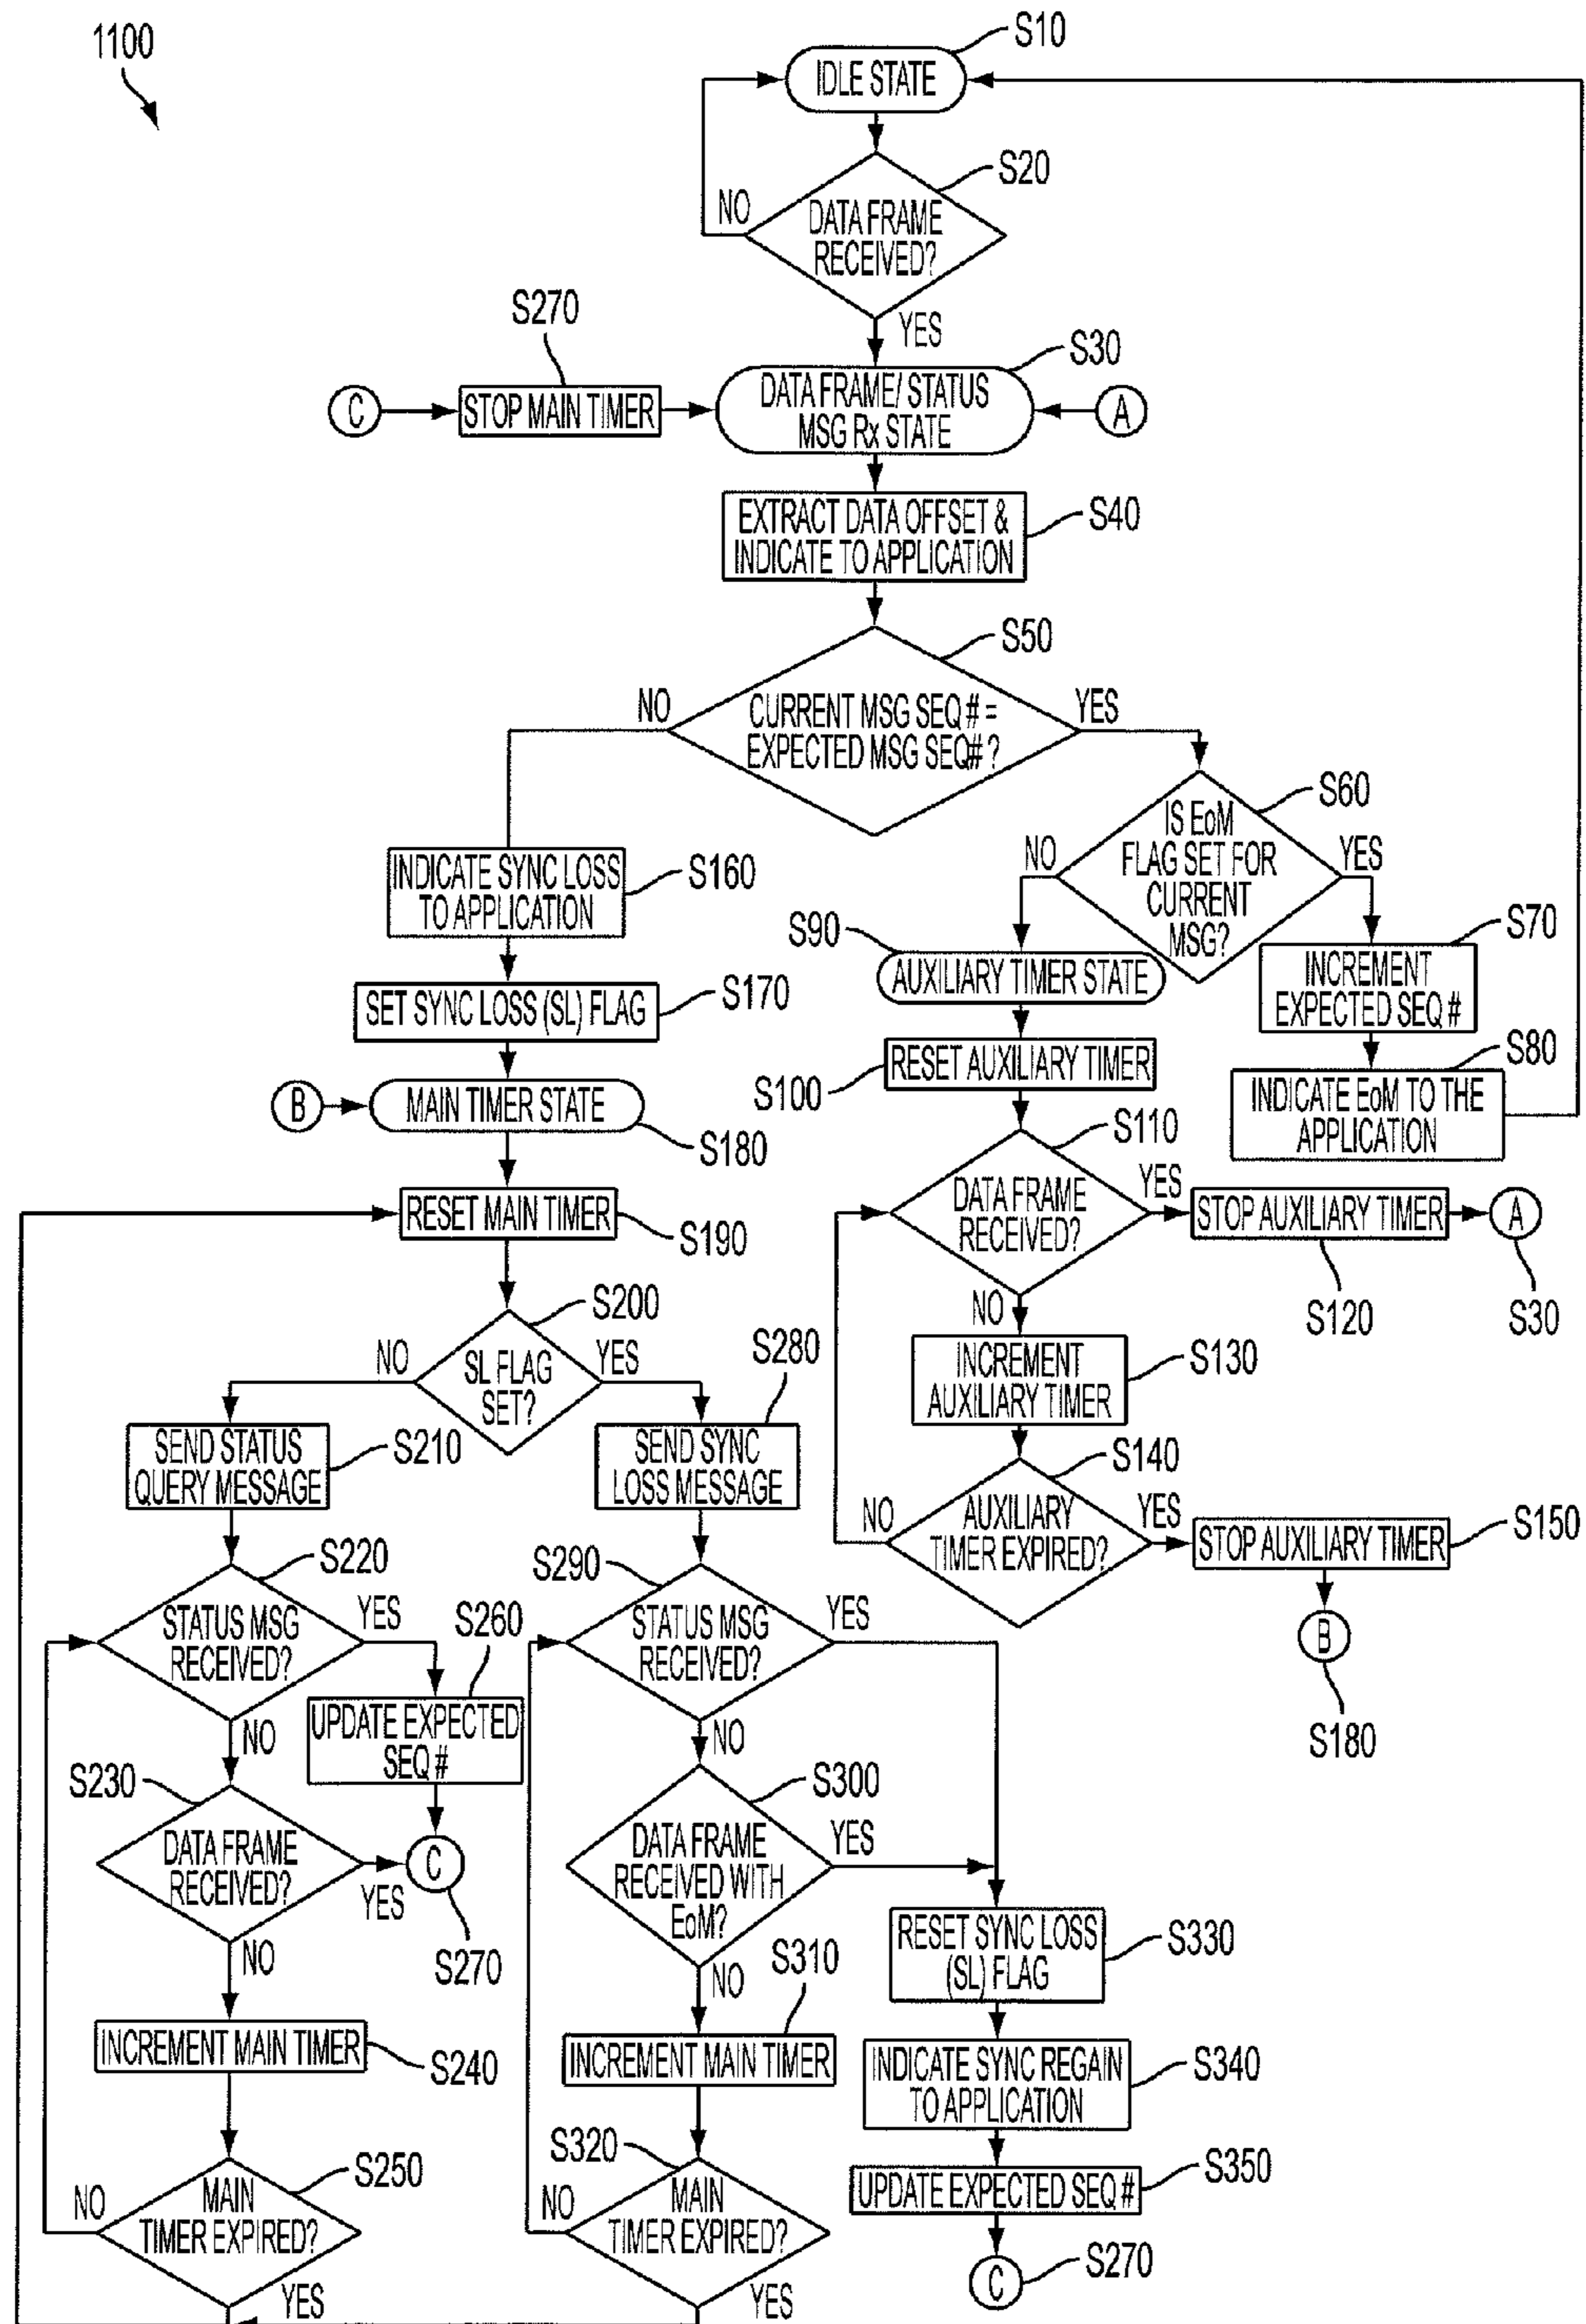 1100
S10
IDLE STATE
S20
NO
DATA FRAME
RECEIVED?
YES
S270
S30
C
STOP MAIN TIMER
DATA FRAME/ STATUS
MSG Rx STATE
A
EXTRACT DATA OFFSET &
INDICATE TO APPLICATION
S40
S50
NO
CURRENT MSG SEQ # =
EXPECTED MSG SEQ# ?
YES
S60
IS EoM
FLAG SET FOR
CURRENT
MSG?
NO
YES
INDICATE SYNC LOSS
TO APPLICATION
S160
S90
S70
AUXILIARY TIMER STATE
INCREMENT
EXPECTED SEQ #
SET SYNC LOSS (SL) FLAG
S170
RESET AUXILIARY TIMER
S80
S100
B
MAIN TIMER STATE
S180
INDICATE EoM TO THE
APPLICATION
S110
YES
RESET MAIN TIMER
S190
DATA FRAME
RECEIVED?
STOP AUXILIARY TIMER
A
S120
S30
NO
S200
NO
SL FLAG
SET?
YES
S280
INCREMENT
AUXILIARY TIMER
S130
SEND STATUS
QUERY MESSAGE
S210
SEND SYNC
LOSS MESSAGE
S140
NO
AUXILIARY
TIMER EXPIRED?
YES
STOP AUXILIARY TIMER
S150
S220
S290
STATUS MSG
RECEIVED?
YES
S260
STATUS MSG
RECEIVED?
YES
B
S180
UPDATE EXPECTED
SEQ #
NO
NO
S230
S300
DATA FRAME
RECEIVED?
YES
C
S270
DATA FRAME
RECEIVED WITH
EoM?
YES
NO
NO
RESET SYNC LOSS
(SL) FLAG
S330
S310
INCREMENT MAIN TIMER
S240
INCREMENT MAIN TIMER
INDICATE SYNC REGAIN
TO APPLICATION
S340
S250
S320
NO
MAIN
TIMER EXPIRED?
YES
NO
MAIN
TIMER EXPIRED?
YES
UPDATE EXPECTED SEQ #
S350
C
S270